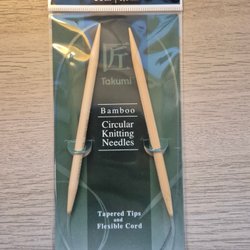 匠
Takumi
Bamboo
Circular
Knitting
Needles
Tapered Tips
and
Flexible Cord